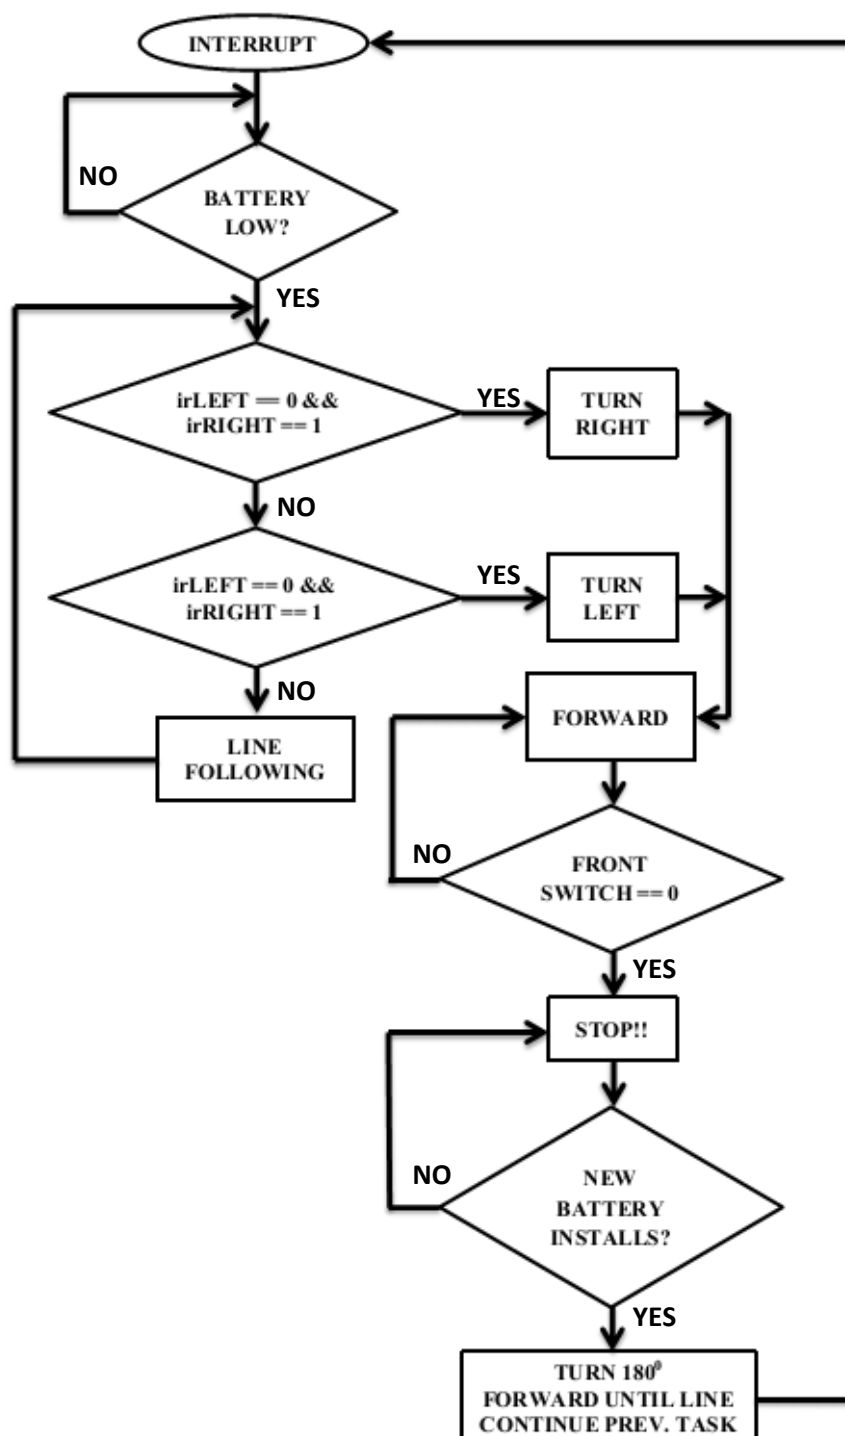 INTERRUPT
NO
BATTERY
LOW?
YES
irLEFT == 0 &&
irRIGHT == 1
YES
TURN
RIGHT
NO
irLEFT == 0 &&
irRIGHT == 1
YES
TURN
LEFT
NO
LINE
FOLLOWING
FORWARD
NO
FRONT
SWITCH == 0
YES
STOP!!
NO
NEW
BATTERY
INSTALLS?
YES
TURN 180⁰
FORWARD UNTIL LINE
CONTINUE PREV. TASK